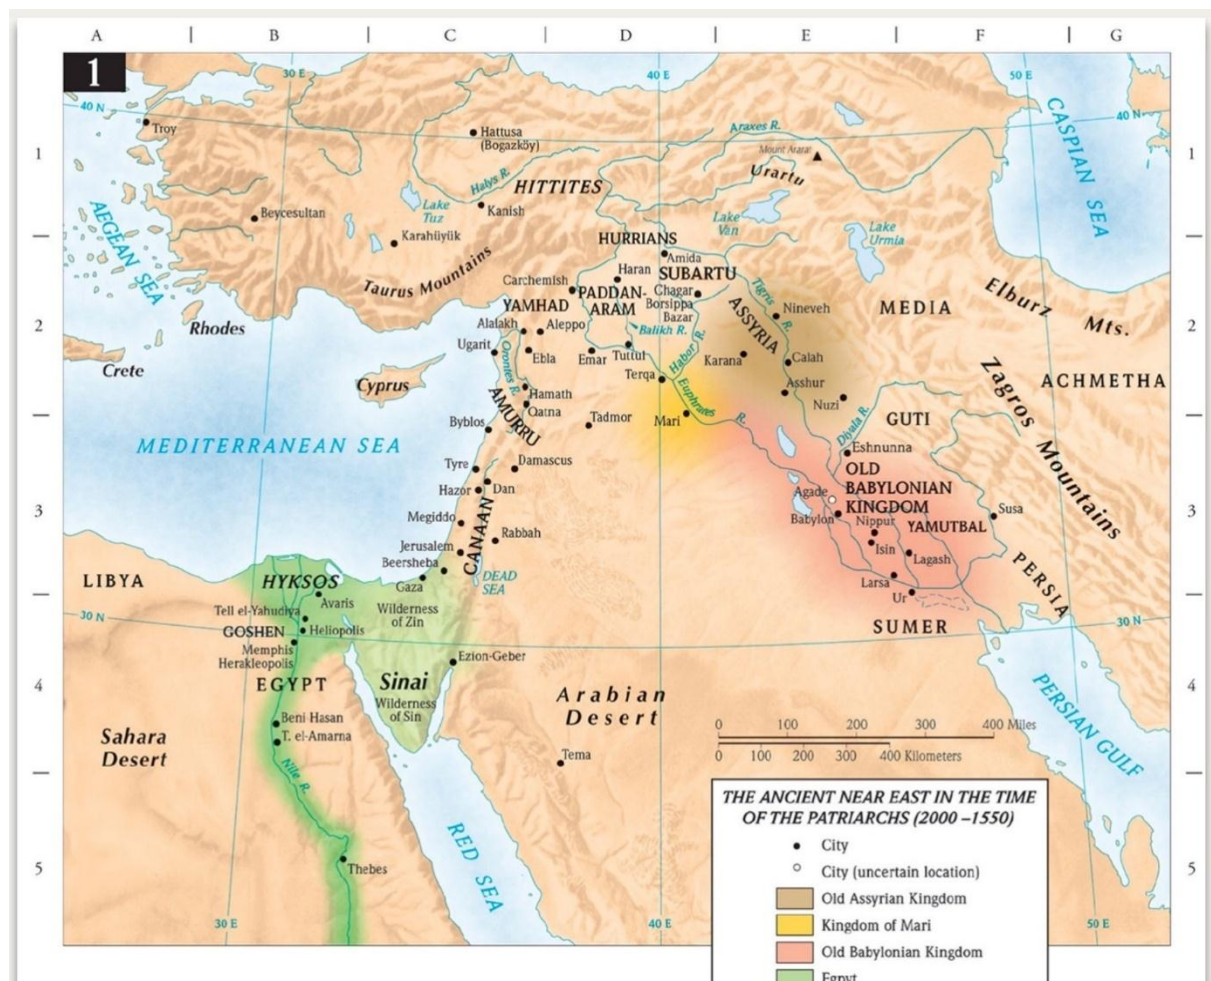 A B C D E F G
1
30 E
40 E
50 E
40 N
40 N
CASPIAN SEA
Troy
Hattusa
(Bogazköy)
Araxes R.
Mount Ararat
Urartu
1
1
Halys R.
HITTITES
Lake
Tuz
Kanish
Beycesultan
Karahüyük
Lake
Van
Lake
Urmia
AEGEAN SEA
Taurus Mountains
HURRIANS
Amida
Haran
SUBARTU
Carchemish
PADDAN-
ARAM
Chagar
Borsippa
Bazar
YAMHAD
Tigris R.
Nineveh
ASSYRIA
MEDIA
Elburz Mts.
2
2
Rhodes
Crete
Cyprus
Alalakh
Aleppo
Ugarit
Ebla
Orontes R.
Balikh R.
Emar
Tuttul
Habor R.
Karana
Calah
Terqa
Asshur
Nuzi
Zagros Mountains
ACHMETHA
Hamath
Qatna
AMURRU
Tadmor
Mari
Euphrates R.
Diyala R.
GUTI
Byblos
MEDITERRANEAN SEA
Eshnunna
Tyre
Damascus
Hazor
Dan
OLD
BABYLONIAN
KINGDOM
Agade
Babylon
Nippur
YAMUTBAL
Susa
3
3
Megiddo
CANAAN
Rabbah
Jerusalem
Isin
Lagash
Beersheba
DEAD
SEA
Gaza
Larsa
Ur
PERSIA
LIBYA
HYKSOS
Avaris
Wilderness
of Zin
30 N
30 N
Tell el-Yahudiya
GOSHEN
Heliopolis
SUMER
Memphis
Herakleopolis
Ezion-Geber
EGYPT
Sinai
Wilderness
of Sin
Arabian
Desert
PERSIAN GULF
4
4
Sahara
Desert
Beni Hasan
T. el-Amarna
Nile R.
Tema
0 100 200 300 400 Miles
0 100 200 300 400 Kilometers
RED SEA
Thebes
5
5
30 E
40 E
50 E
THE ANCIENT NEAR EAST IN THE TIME
OF THE PATRIARCHS (2000 –1550)
City
City (uncertain location)
Old Assyrian Kingdom
Kingdom of Mari
Old Babylonian Kingdom
Egpyt